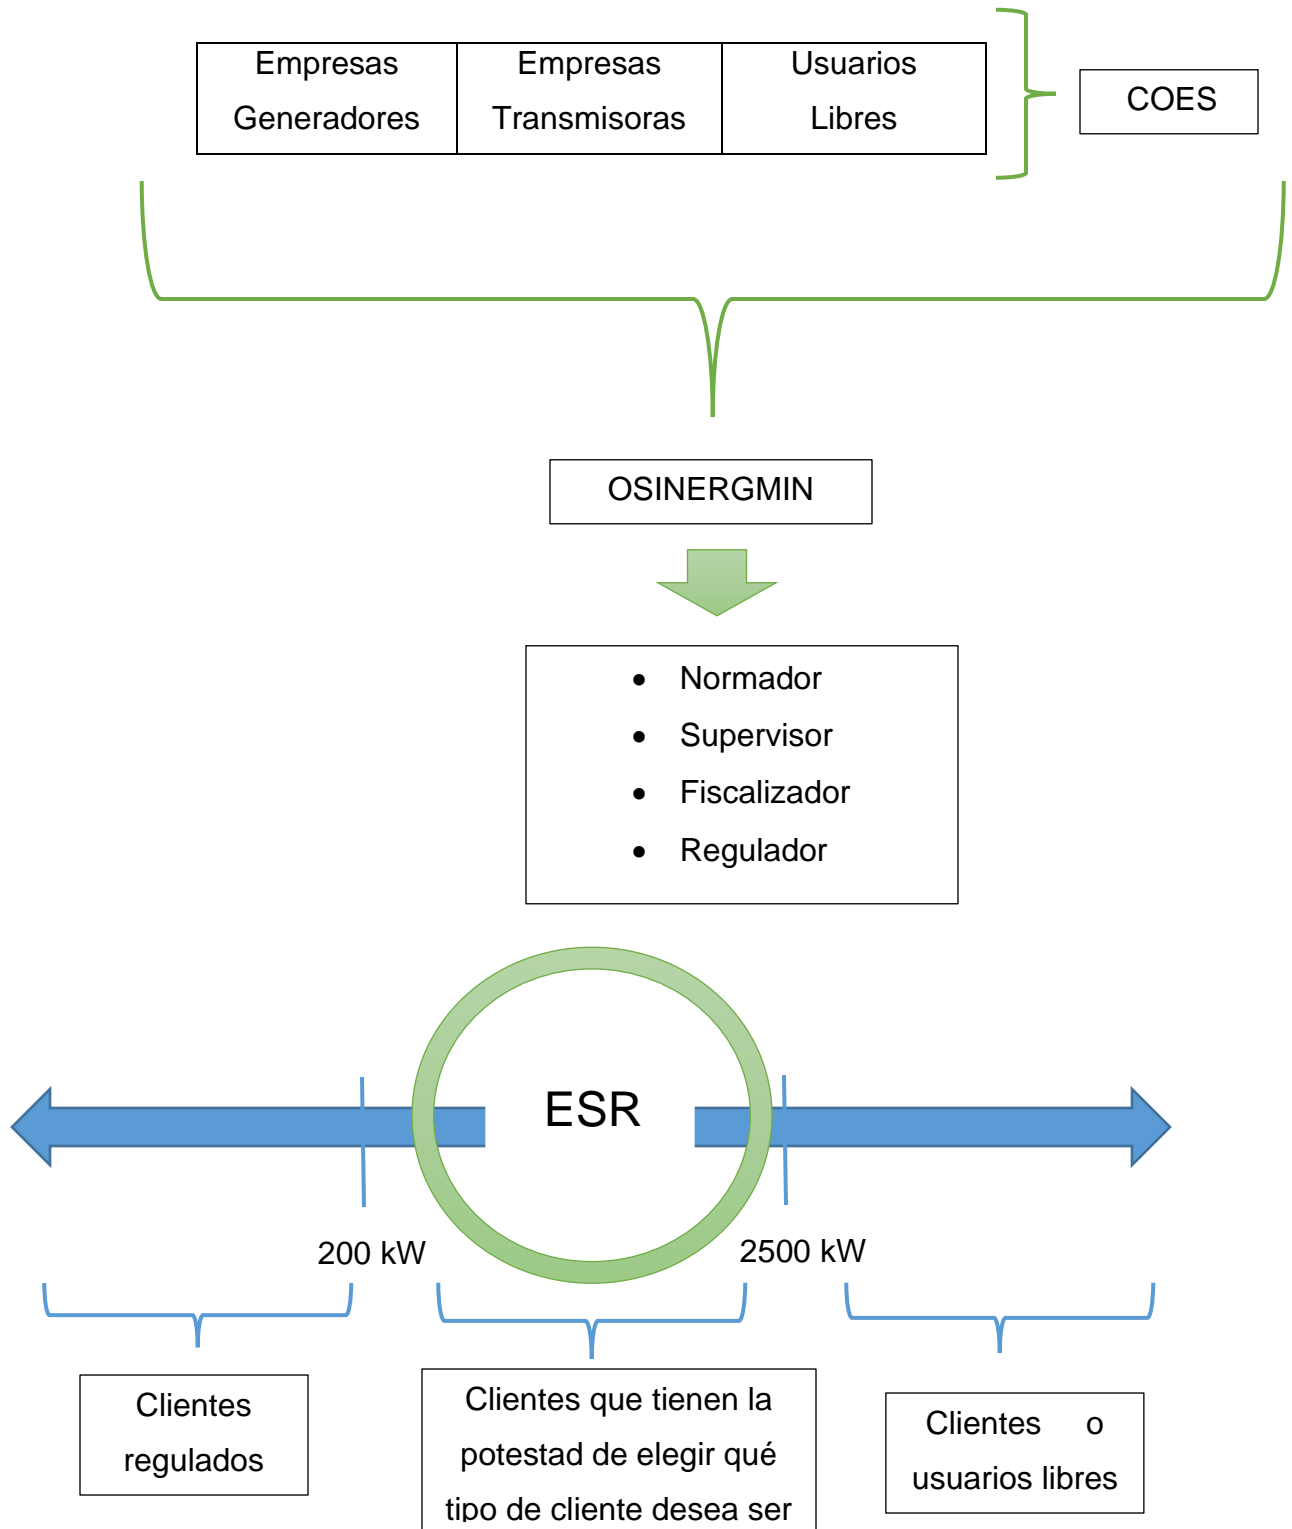 Empresas
Generadores
Empresas
Transmisoras
Usuarios
Libres
COES
OSINERGMIN
• Normador
• Supervisor
• Fiscalizador
• Regulador
ESR
200 kW
2500 kW
Clientes
regulados
Clientes que tienen la
potestad de elegir qué
tipo de cliente desea ser
Clientes o
usuarios libres